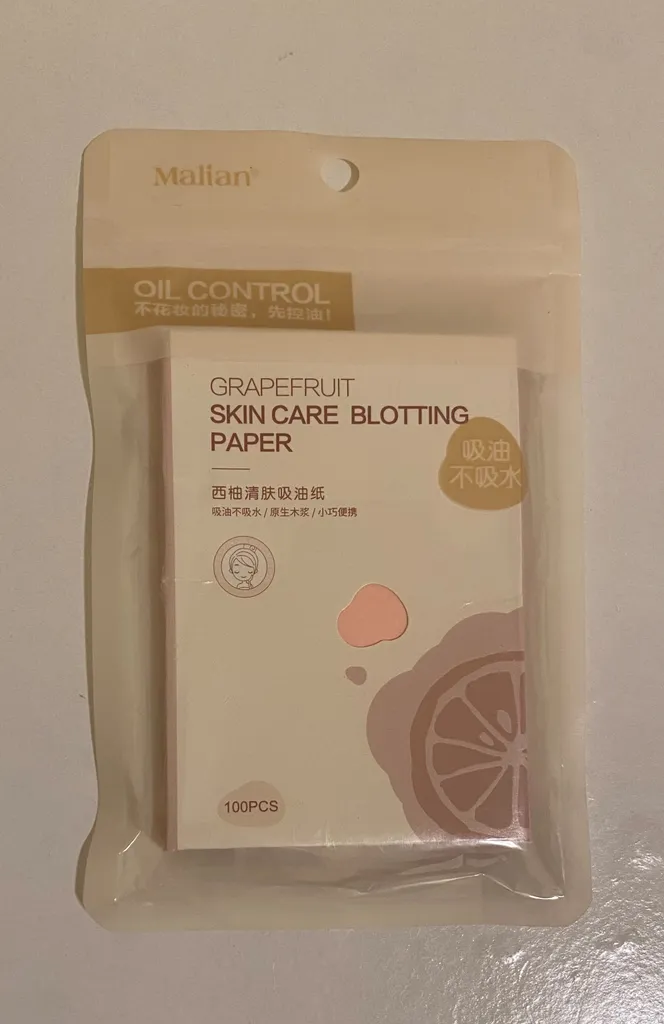 Malian®
OIL CONTROL
不花妆的秘密，先控油！
GRAPEFRUIT
SKIN CARE BLOTTING
PAPER
西柚清肤吸油纸
吸油不吸水 / 原生木浆 / 小巧便携
吸油
不吸水
100PCS